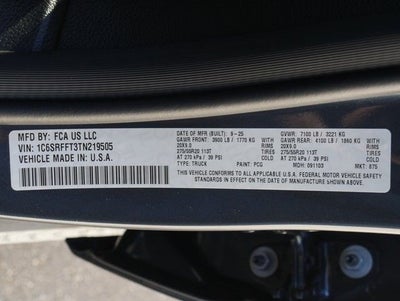 MFD BY: FCA US LLC
VIN: 1C6SRFFT3TN219505
VEHICLE MADE IN: U.S.A.
DATE OF MFR (BUILT): 9-25 GVWR: 7100 LB / 3221 KG
GAWR FRONT: 3900 LB / 1770 KG GAWR REAR: 4100 LB / 1860 KG
20X9.0 RIMS 20X9.0 RIMS
275/55R20 113T TIRES 275/55R20 113T TIRES
AT 270 kPa / 39 PSI COLD AT 270 kPa / 39 PSI COLD
TYPE: TRUCK PAINT: PCG MDH: 091103 MKT: 875
THIS VEHICLE CONFORMS TO ALL APPLICABLE U.S.A. FEDERAL MOTOR VEHICLE SAFETY
STANDARDS IN EFFECT ON THE DATE OF MANUFACTURE SHOWN ABOVE.